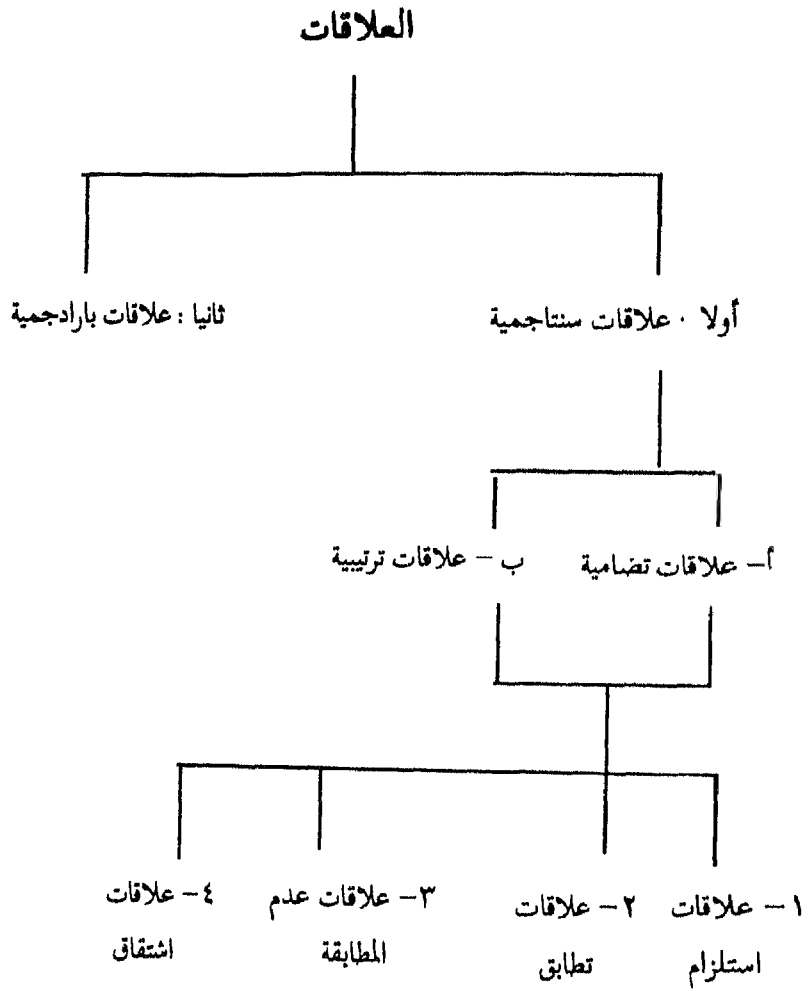 العلاقات
أولا . علاقات سنتاجمية
ثانيا : علاقات بارادجمية
أ – علاقات تضامية
ب – علاقات ترتيبية
١ – علاقات
استلزام
٢ – علاقات
تطابق
٣ – علاقات عدم
المطابقة
٤ – علاقات
اشتقاق